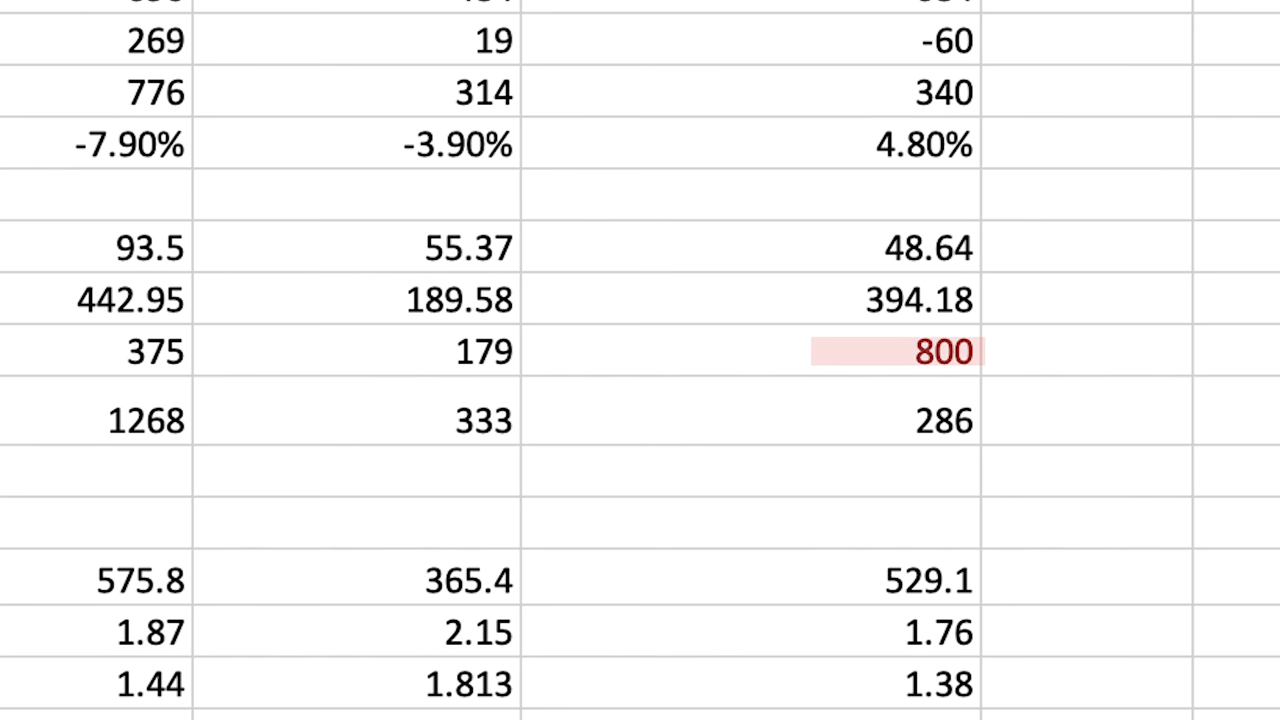 269 19 -60
776 314 340
-7.90% -3.90% 4.80%
93.5 55.37 48.64
442.95 189.58 394.18
375 179 800
1268 333 286
575.8 365.4 529.1
1.87 2.15 1.76
1.44 1.813 1.38